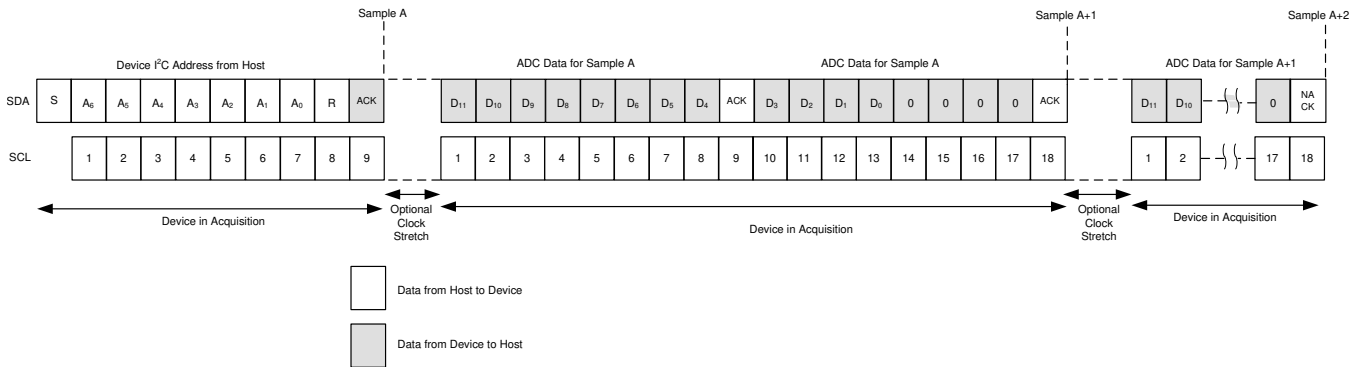 Sample A
Sample A+1
Sample A+2
Device I²C Address from Host
ADC Data for Sample A
ADC Data for Sample A
ADC Data for Sample A+1
SDA S A₆ A₅ A₄ A₃ A₂ A₁ A₀ R ACK D₁₁ D₁₀ D₉ D₈ D₇ D₆ D₅ D₄ ACK D₃ D₂ D₁ D₀ 0 0 0 0 ACK D₁₁ D₁₀ 0 NA
CK
SCL 1 2 3 4 5 6 7 8 9 1 2 3 4 5 6 7 8 9 10 11 12 13 14 15 16 17 18 1 2 17 18
Device in Acquisition
Optional
Clock
Stretch
Device in Acquisition
Optional
Clock
Stretch
Device in Acquisition
Data from Host to Device
Data from Device to Host